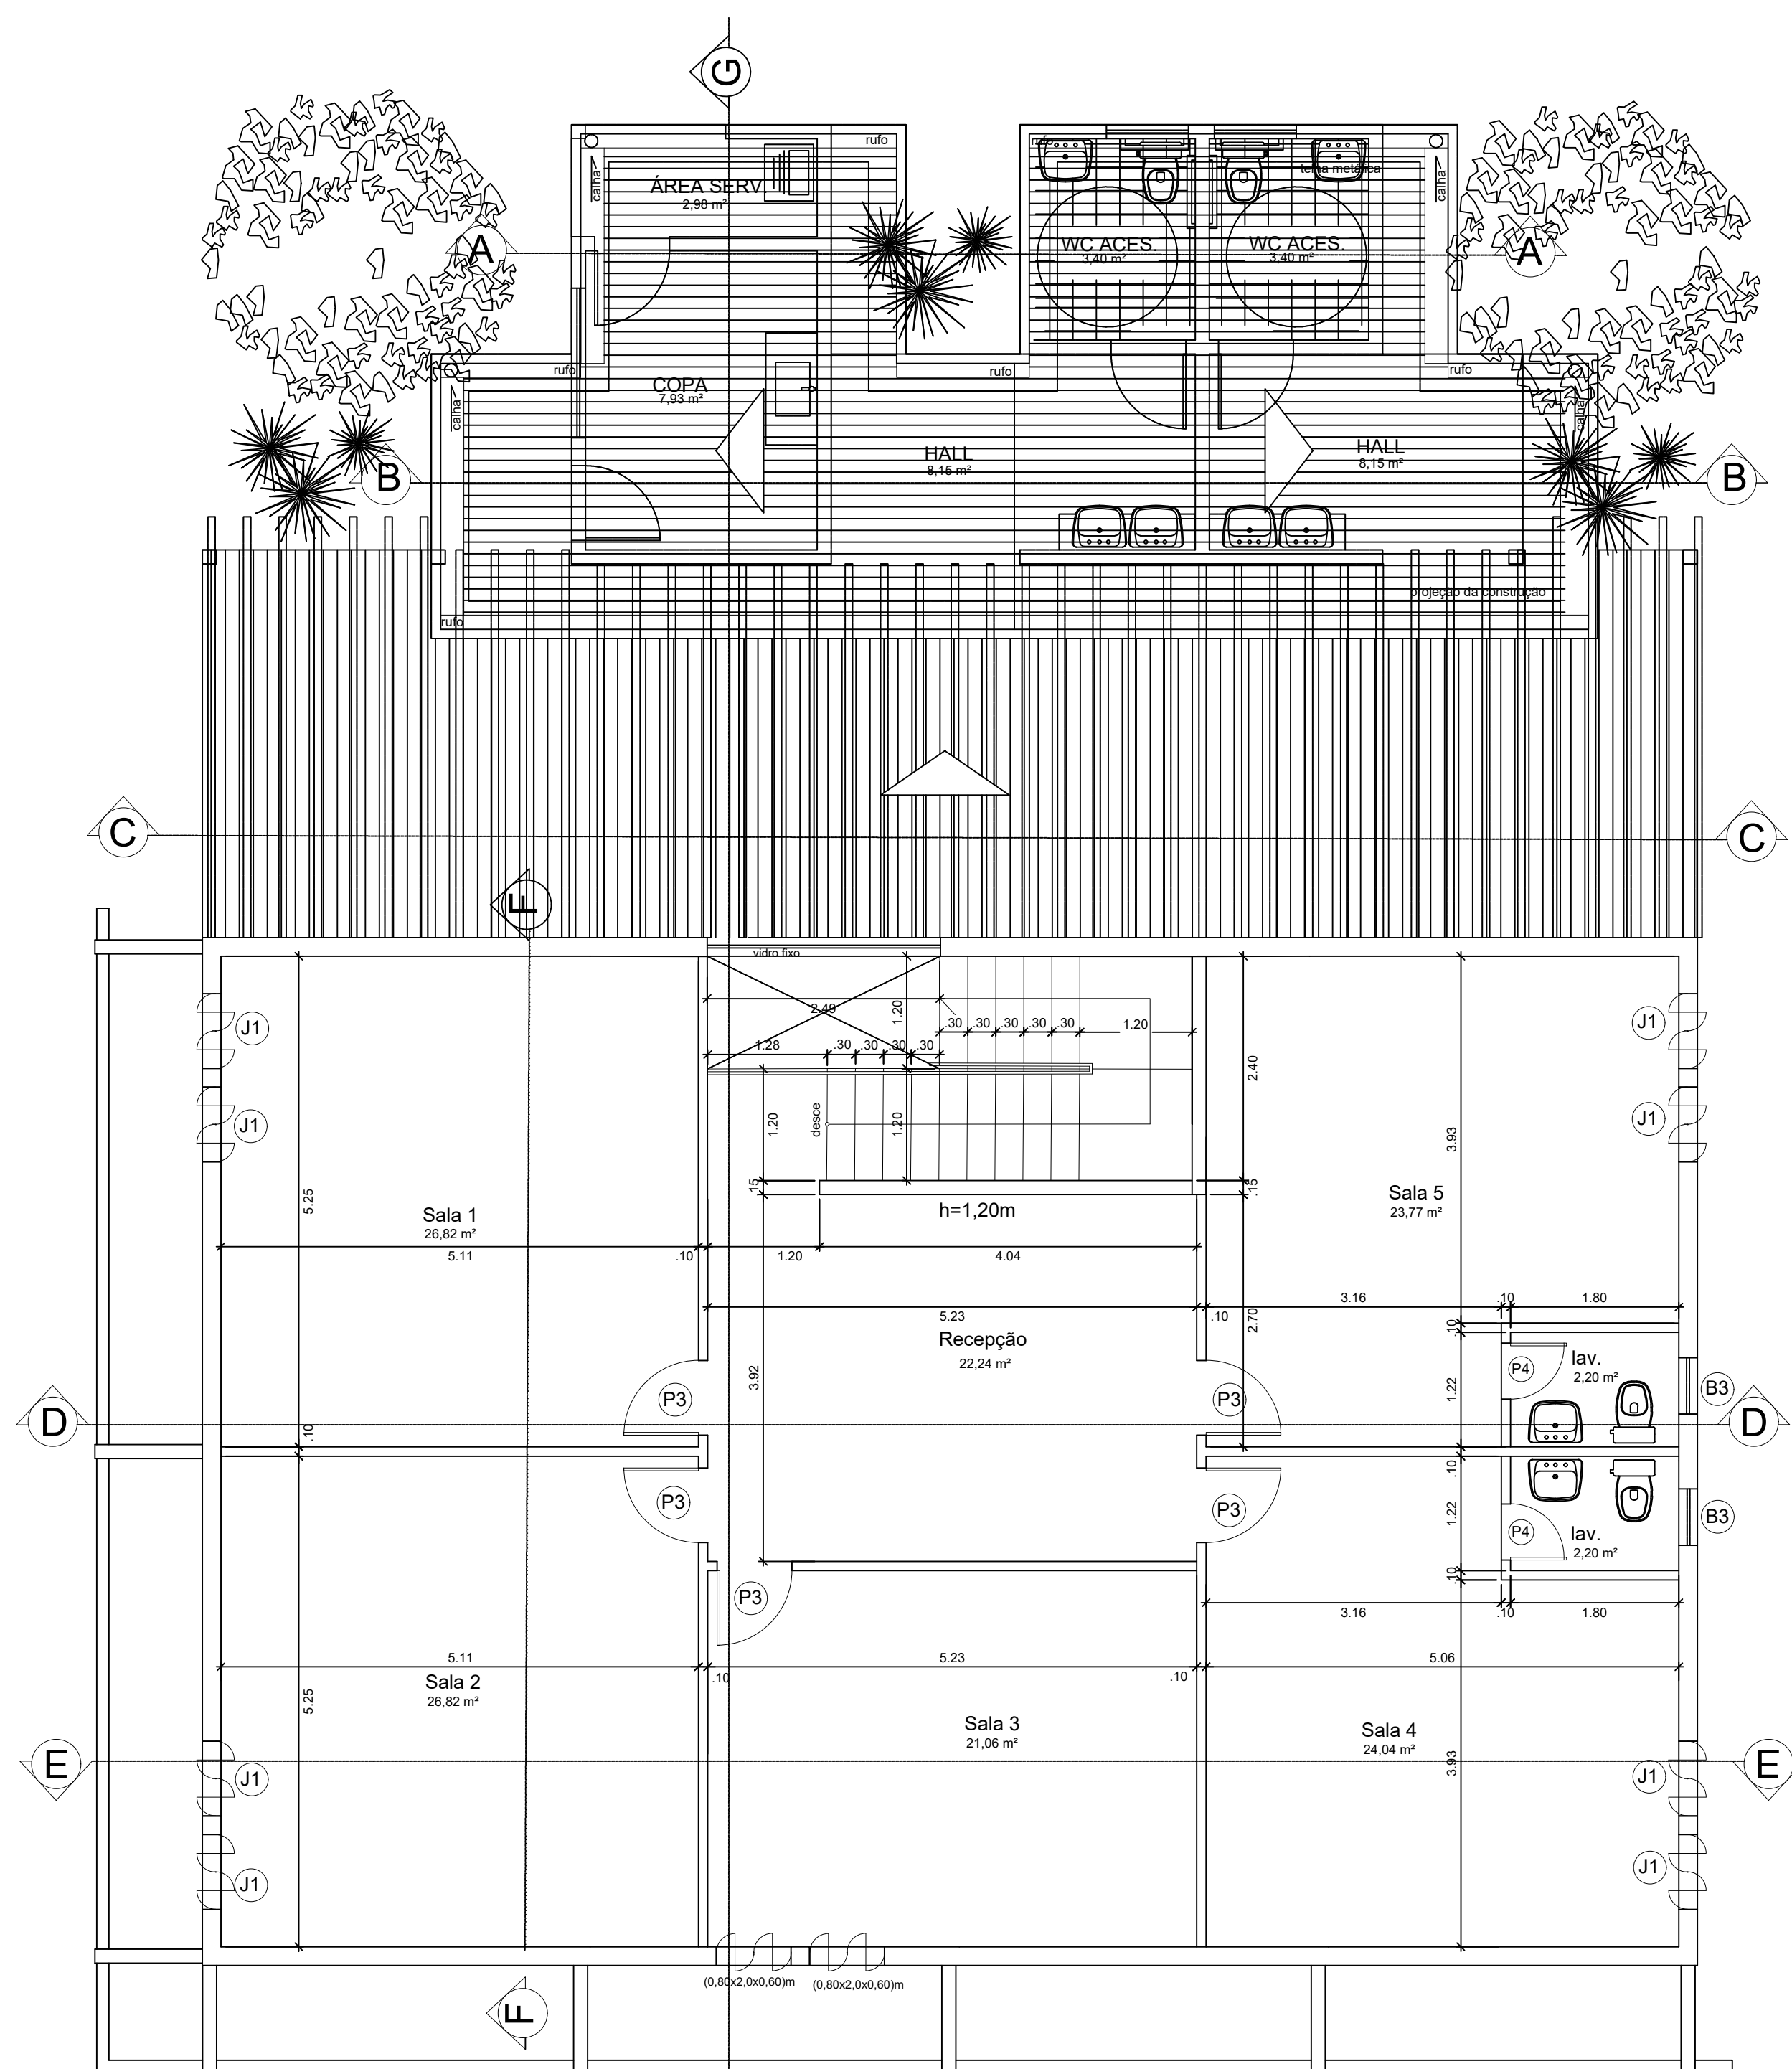 G
rufo
rufo
calha
ÁREA SERV
2,98 m²
telha metálica
calha
A
WC ACES.
3,40 m²
WC ACES.
3,40 m²
A
rufo
rufo
rufo
COPA
7,93 m²
calha
calha
HALL
8,15 m²
HALL
8,15 m²
B
B
projeção da construção
rufo
C
C
F
vidro fixo
2.49
1.20
.30
.30
.30
.30
.30
1.20
1.28
.30
.30
.30
.30
J1
J1
2.40
J1
J1
1.20
desce
1.20
3.93
5.25
.15
.15
Sala 1
26,82 m²
h=1,20m
Sala 5
23,77 m²
5.11
.10
1.20
4.04
3.16
.10
1.80
5.23
.10
2.70
.10
Recepção
22,24 m²
lav.
2,20 m²
P4
3.92
1.22
P3
P3
B3
D
D
.10
.10
P3
P3
1.22
B3
P4
lav.
2,20 m²
.10
P3
3.16
.10
1.80
5.11
5.23
5.06
.10
.10
Sala 2
26,82 m²
5.25
Sala 3
21,06 m²
Sala 4
24,04 m²
3.93
E
E
J1
J1
J1
J1
(0,80x2,0x0,60)m
(0,80x2,0x0,60)m
F